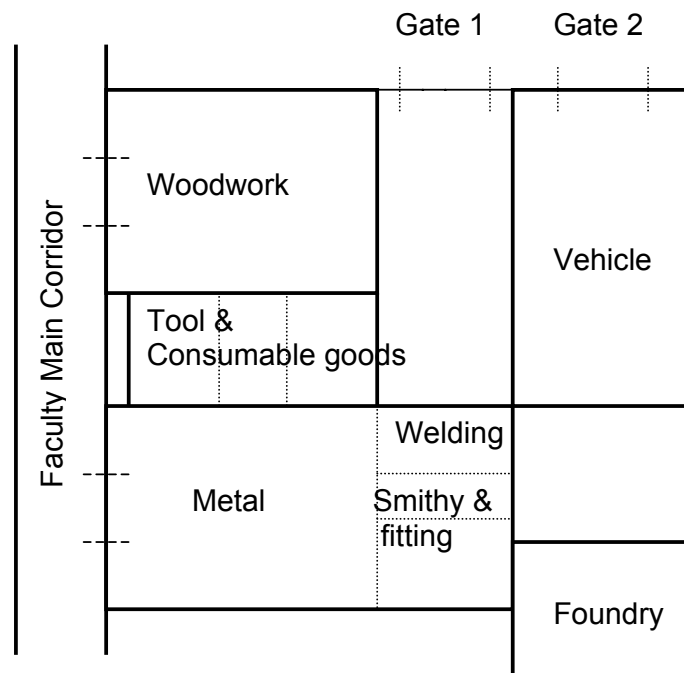 Gate 1
Gate 2
Woodwork
Vehicle
Tool &
Consumable goods
Faculty Main Corridor
Welding
Metal
Smithy &
fitting
Foundry